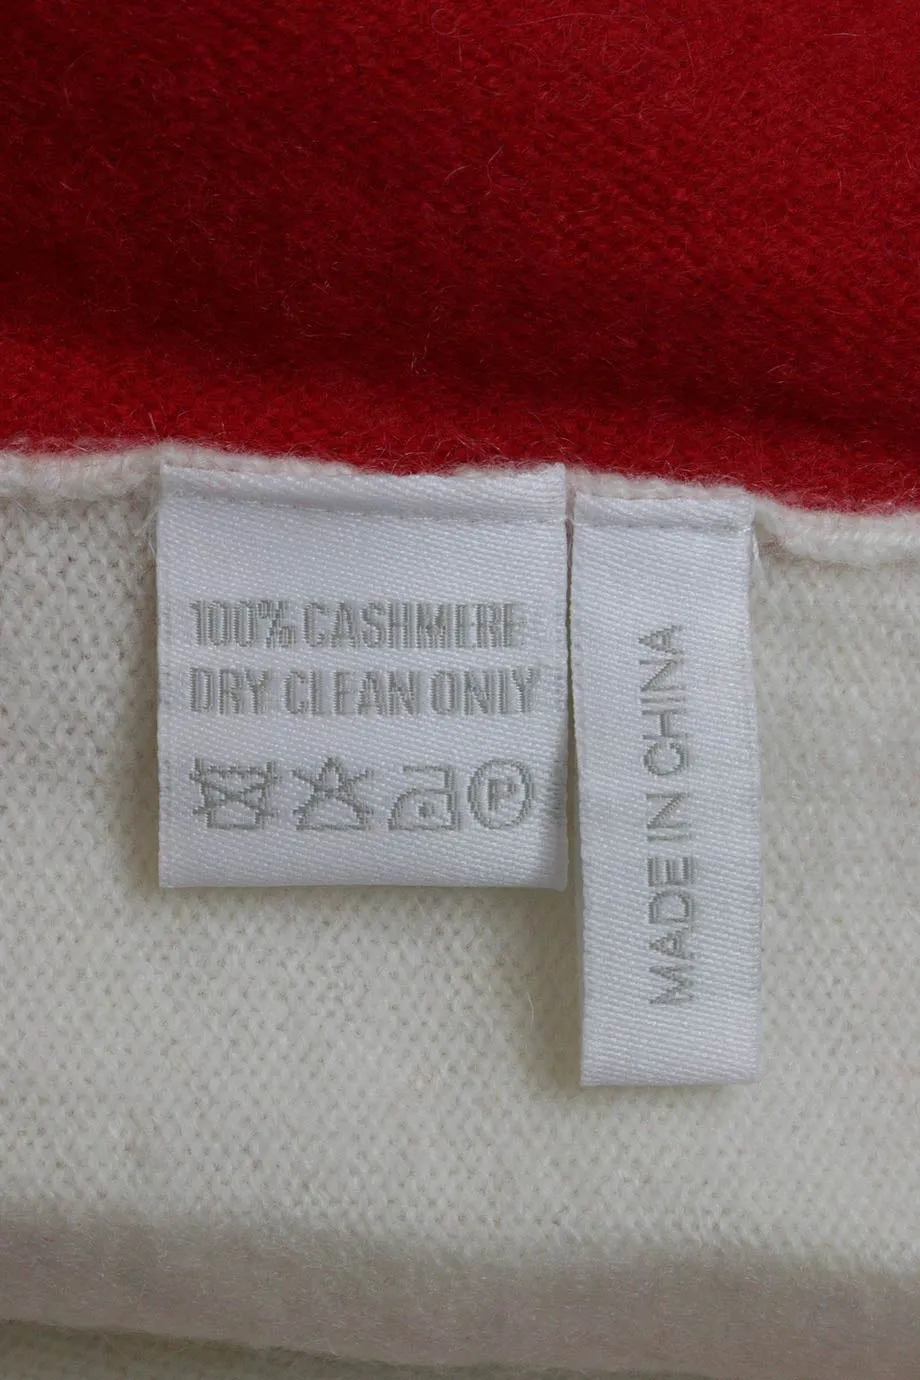 100% CASHMERE
DRY CLEAN ONLY
P
MADE IN CHINA